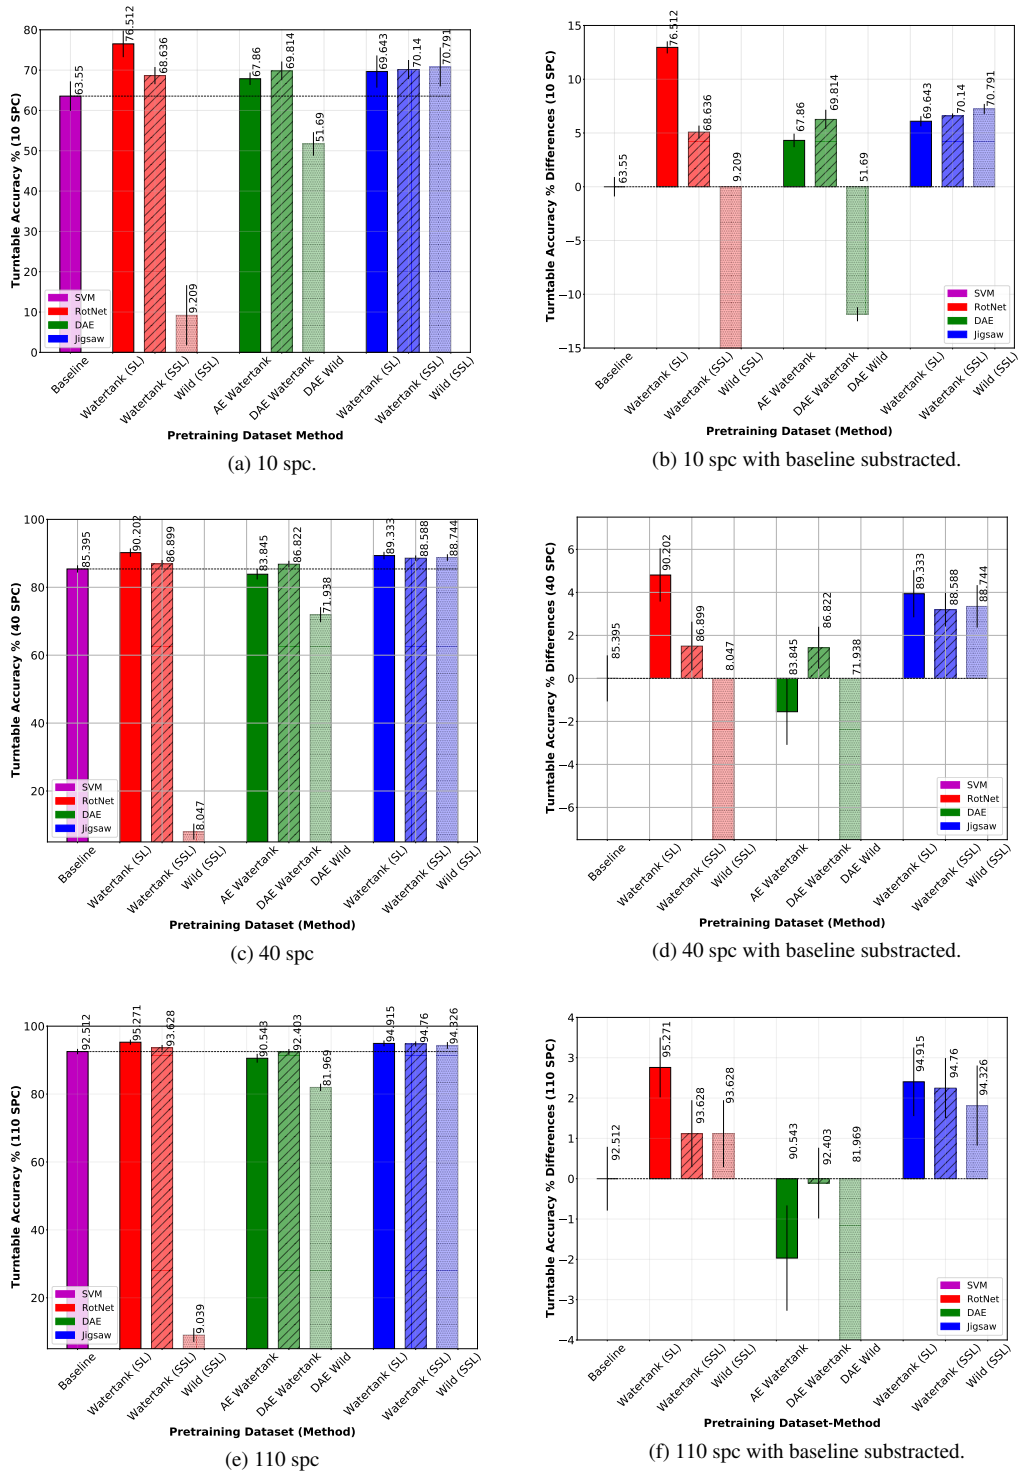 Turntable Accuracy % (10 SPC)
80
70
60
50
40
30
20
10
0
63.55
76.512
68.636
9.209
67.86
69.814
51.69
69.643
70.14
70.791
SVM
RotNet
DAE
Jigsaw
Baseline
Watertank (SL)
Watertank (SSL)
Wild (SSL)
AE Watertank
DAE Watertank
DAE Wild
Watertank (SL)
Watertank (SSL)
Wild (SSL)
Pretraining Dataset Method
(a) 10 spc.
Turntable Accuracy % Differences (10 SPC)
15
10
5
0
−5
−10
−15
63.55
76.512
68.636
9.209
67.86
69.814
51.69
69.643
70.14
70.791
SVM
RotNet
DAE
Jigsaw
Baseline
Watertank (SL)
Watertank (SSL)
Wild (SSL)
AE Watertank
DAE Watertank
DAE Wild
Watertank (SL)
Watertank (SSL)
Wild (SSL)
Pretraining Dataset (Method)
(b) 10 spc with baseline substracted.
Turntable Accuracy % (40 SPC)
100
80
60
40
20
85.395
90.202
86.899
8.047
83.845
86.822
71.938
89.333
88.588
88.744
SVM
RotNet
DAE
Jigsaw
Baseline
Watertank (SL)
Watertank (SSL)
Wild (SSL)
AE Watertank
DAE Watertank
DAE Wild
Watertank (SL)
Watertank (SSL)
Wild (SSL)
Pretraining Dataset (Method)
(c) 40 spc
Turntable Accuracy % Differences (40 SPC)
6
4
2
0
−2
−4
−6
85.395
90.202
86.899
8.047
83.845
86.822
71.938
89.333
88.588
88.744
SVM
RotNet
DAE
Jigsaw
Baseline
Watertank (SL)
Watertank (SSL)
Wild (SSL)
AE Watertank
DAE Watertank
DAE Wild
Watertank (SL)
Watertank (SSL)
Wild (SSL)
Pretraining Dataset (Method)
(d) 40 spc with baseline substracted.
Turntable Accuracy % (110 SPC)
100
80
60
40
20
92.512
95.271
93.628
9.039
90.543
92.403
81.969
94.915
94.76
94.326
SVM
RotNet
DAE
Jigsaw
Baseline
Watertank (SL)
Watertank (SSL)
Wild (SSL)
AE Watertank
DAE Watertank
DAE Wild
Watertank (SL)
Watertank (SSL)
Wild (SSL)
Pretraining Dataset (Method)
(e) 110 spc
Turntable Accuracy % Differences (110 SPC)
4
3
2
1
0
−1
−2
−3
−4
92.512
95.271
93.628
93.628
90.543
92.403
81.969
94.915
94.76
94.326
SVM
RotNet
DAE
Jigsaw
Baseline
Watertank (SL)
Watertank (SSL)
Wild (SSL)
AE Watertank
DAE Watertank
DAE Wild
Watertank (SL)
Watertank (SSL)
Wild (SSL)
Pretraining Dataset-Method
(f) 110 spc with baseline substracted.